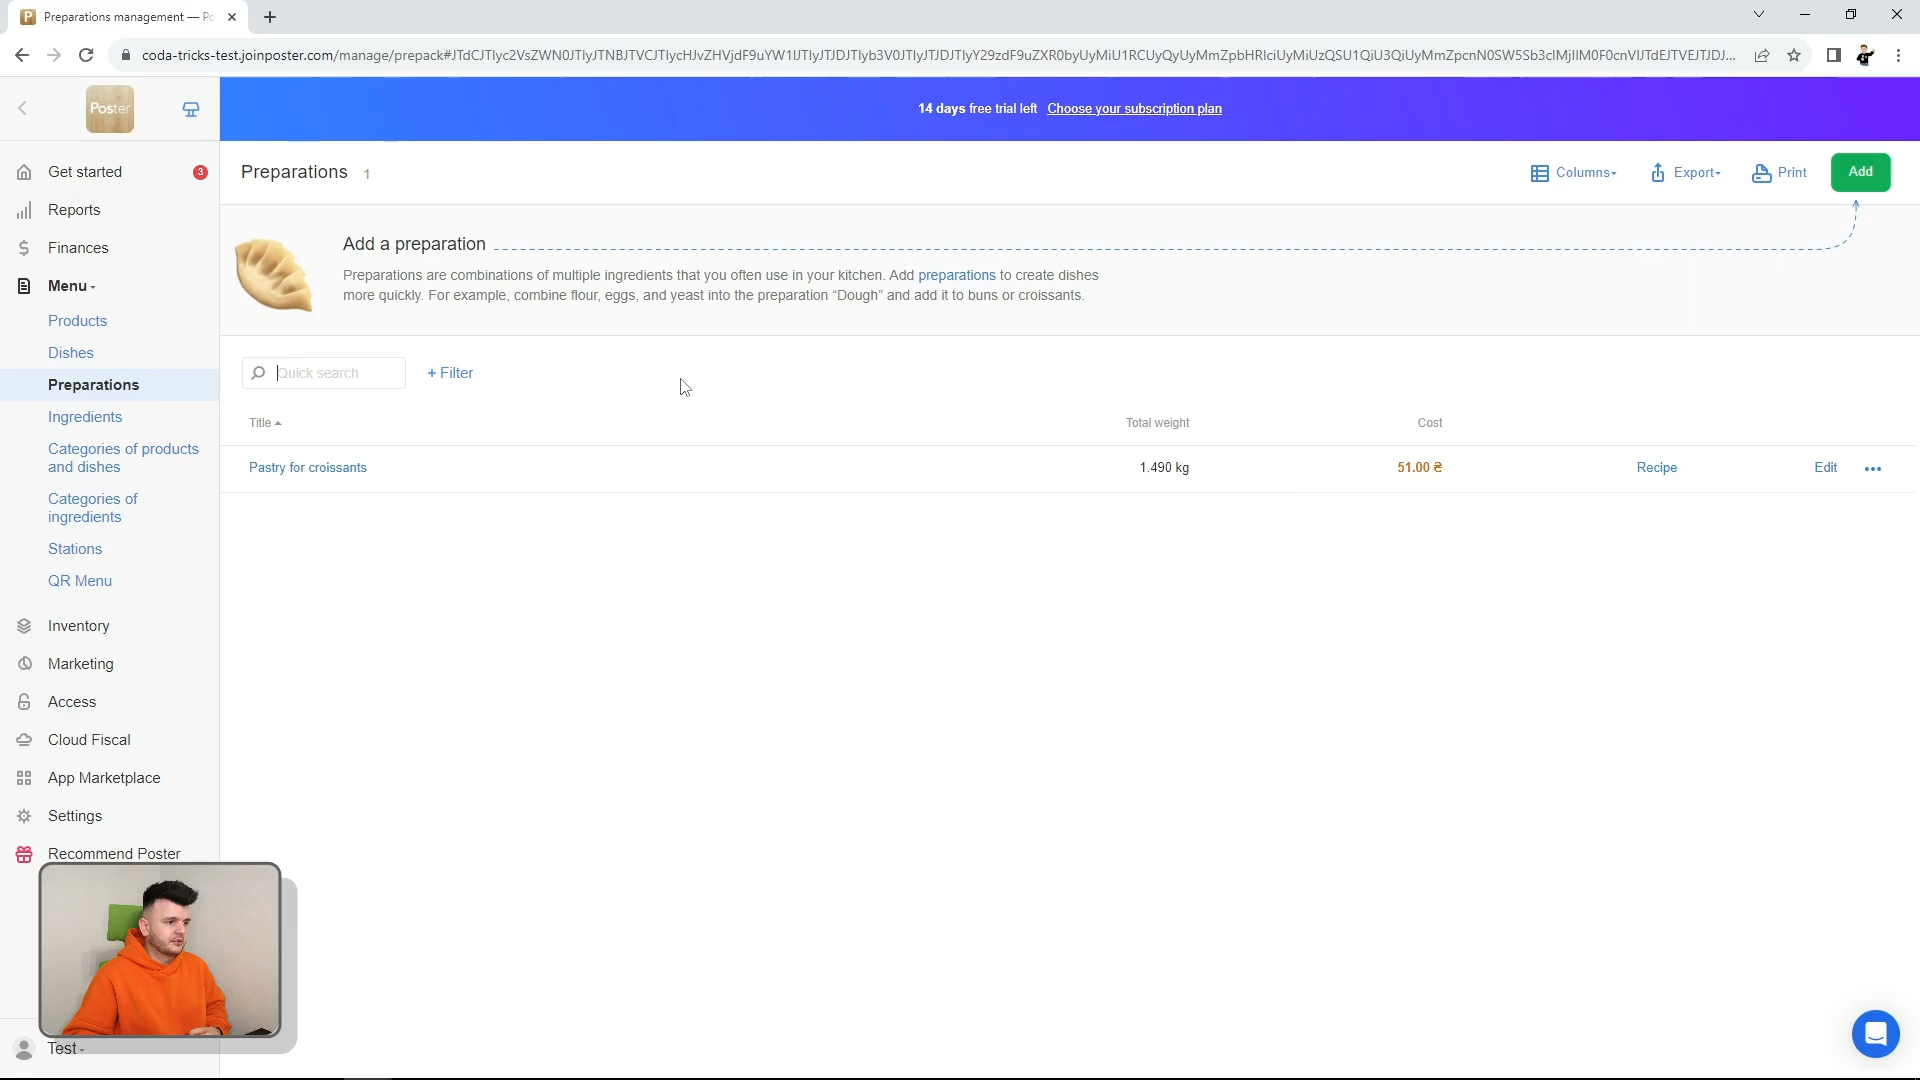 Preparations management — Po
coda-tricks-test.joinposter.com/manage/prepack#
Poster
14 days free trial left Choose your subscription plan
Get started 3
Reports
Finances
Menu
Products
Dishes
Preparations
Ingredients
Categories of products
and dishes
Categories of
ingredients
Stations
QR Menu
Inventory
Marketing
Access
Cloud Fiscal
App Marketplace
Settings
Recommend Poster
Test
Preparations 1
Columns
Export
Print
Add
Add a preparation
Preparations are combinations of multiple ingredients that you often use in your kitchen. Add preparations to create dishes
more quickly. For example, combine flour, eggs, and yeast into the preparation “Dough” and add it to buns or croissants.
Quick search
+ Filter
Title Total weight Cost
Pastry for croissants 1.490 kg 51.00 ₴ Recipe Edit •••